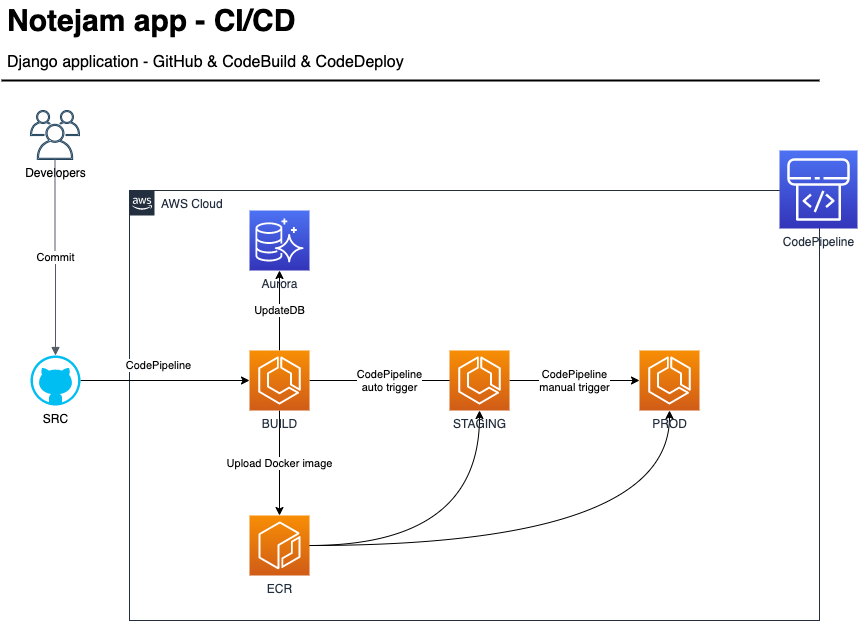 Notejam app - CI/CD
Django application - GitHub & CodeBuild & CodeDeploy
Developers
aws
AWS Cloud
</>
CodePipeline
Commit
Aurora
UpdateDB
CodePipeline
CodePipeline
auto trigger
CodePipeline
manual trigger
SRC
BUILD
STAGING
PROD
Upload Docker image
ECR